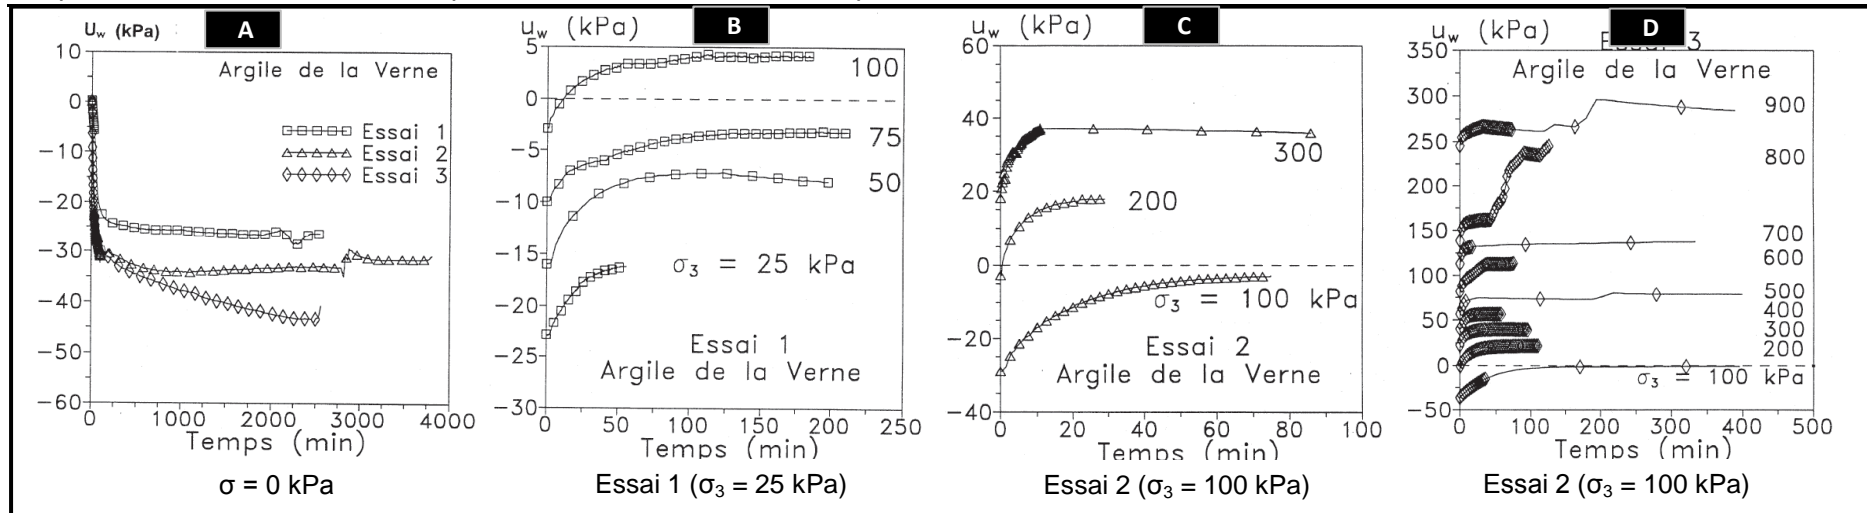 A
Uw (kPa)
10
0
−10
−20
−30
−40
−50
−60
Argile de la Verne
Essai 1
Essai 2
Essai 3
0
1000
2000
3000
4000
Temps (min)
σ = 0 kPa
B
uw (kPa)
5
0
−5
−10
−15
−20
−25
−30
100
75
50
σ3 = 25 kPa
Essai 1
Argile de la Verne
0
50
100
150
200
250
Temps (min)
Essai 1 (σ3 = 25 kPa)
C
uw (kPa)
60
40
20
0
−20
−40
300
200
σ3 = 100 kPa
Essai 2
Argile de la Verne
0
20
40
60
80
100
Temps (min)
Essai 2 (σ3 = 100 kPa)
D
uw (kPa)
Essai 3
Argile de la Verne
350
300
250
200
150
100
50
0
−50
900
800
700
600
500
400
300
200
σ3 = 100 kPa
0
100
200
300
400
500
Temps (min)
Essai 2 (σ3 = 100 kPa)